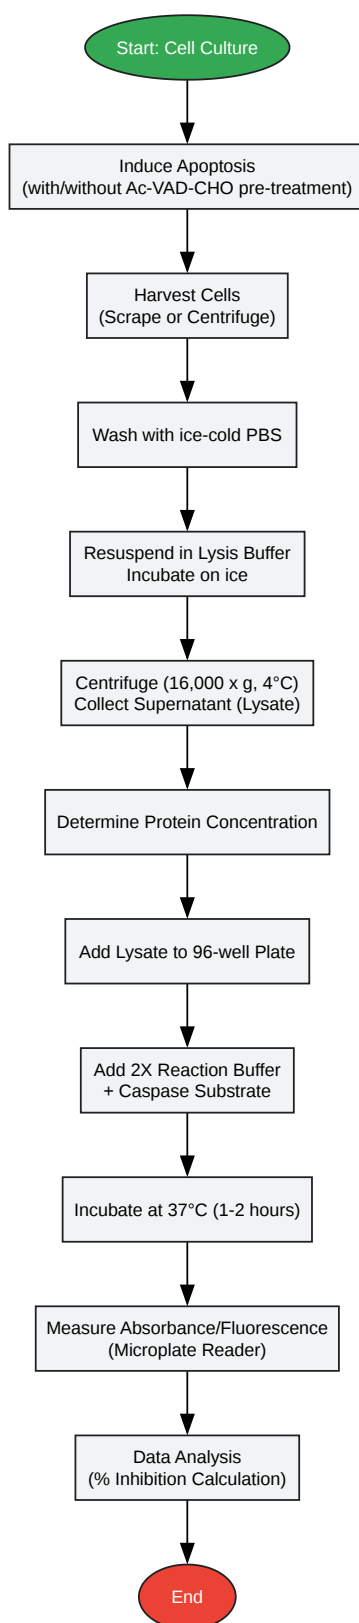 Start: Cell Culture
Induce Apoptosis
(with/without Ac-VAD-CHO pre-treatment)
Harvest Cells
(Scrape or Centrifuge)
Wash with ice-cold PBS
Resuspend in Lysis Buffer
Incubate on ice
Centrifuge (16,000 x g, 4°C)
Collect Supernatant (Lysate)
Determine Protein Concentration
Add Lysate to 96-well Plate
Add 2X Reaction Buffer
+ Caspase Substrate
Incubate at 37°C (1-2 hours)
Measure Absorbance/Fluorescence
(Microplate Reader)
Data Analysis
(% Inhibition Calculation)
End